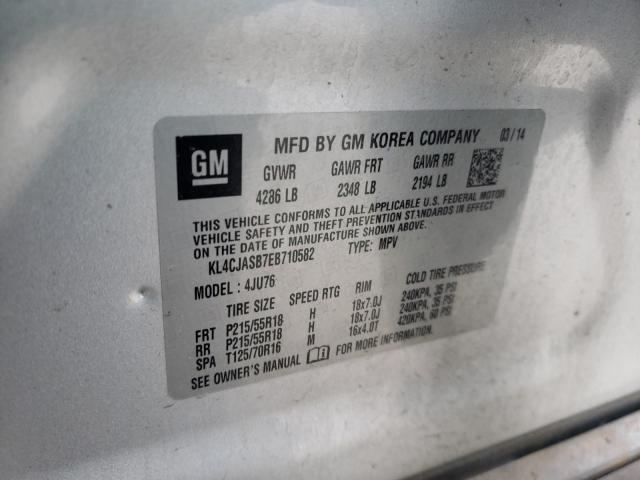 GM
MFD BY GM KOREA COMPANY 03/14
GVWR GAWR FRT GAWR RR
4286 LB 2348 LB 2194 LB
THIS VEHICLE CONFORMS TO ALL APPLICABLE U.S. FEDERAL MOTOR
VEHICLE SAFETY AND THEFT PREVENTION STANDARDS IN EFFECT
ON THE DATE OF MANUFACTURE SHOWN ABOVE.
KL4CJASB7EB710582 TYPE: MPV
MODEL: 4JU76
TIRE SIZE SPEED RTG RIM COLD TIRE PRESSURE
FRT P215/55R18 H 18x7.0J 240KPA, 35 PSI
RR P215/55R18 H 18x7.0J 240KPA, 35 PSI
SPA T125/70R16 M 16x4.0T 420KPA, 60 PSI
SEE OWNER'S MANUAL FOR MORE INFORMATION.